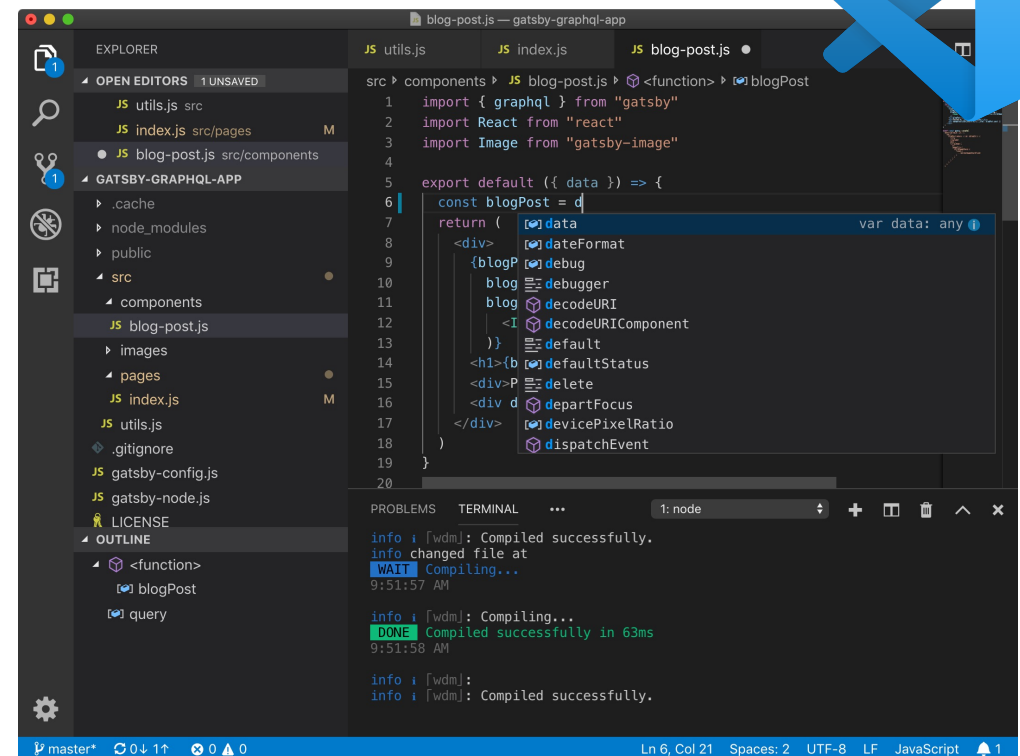 blog-post.js — gatsby-graphql-app
1
1
EXPLORER
OPEN EDITORS 1 UNSAVED
JS utils.js src
JS index.js src/pages M
JS blog-post.js src/components
GATSBY-GRAPHQL-APP
.cache
node_modules
public
src
components
JS blog-post.js
images
pages
JS index.js M
JS utils.js
.gitignore
JS gatsby-config.js
JS gatsby-node.js
LICENSE
OUTLINE
<function>
blogPost
query
JS utils.js JS index.js JS blog-post.js
src components JS blog-post.js <function> blogPost
1 import { graphql } from "gatsby"
2 import React from "react"
3 import Image from "gatsby-image"
4
5 export default ({ data }) => {
6 const blogPost = d
7 return (
8 <div>
9 {blogP
10 blog
11 blog
12 <I
13 )}
14 <h1>{b
15 <div>P
16 <div d
17 </div>
18 )
19 }
20
data var data: any
dateFormat
debug
debugger
decodeURI
decodeURIComponent
default
defaultStatus
delete
departFocus
devicePixelRatio
dispatchEvent
PROBLEMS TERMINAL ••• 1: node
info i ｢wdm｣: Compiled successfully.
info changed file at
WAIT Compiling...
9:51:57 AM
info i ｢wdm｣: Compiling...
DONE Compiled successfully in 63ms
9:51:58 AM
info i ｢wdm｣:
info i ｢wdm｣: Compiled successfully.
master* 0↓ 1↑ 0 0 Ln 6, Col 21 Spaces: 2 UTF-8 LF JavaScript 1